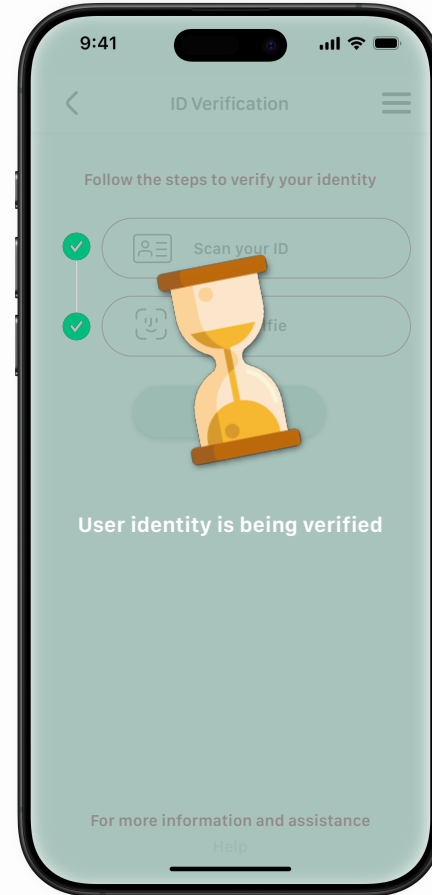 9:41
ID Verification
Follow the steps to verify your identity
Scan your ID
User identity is being verified
For more information and assistance
Help